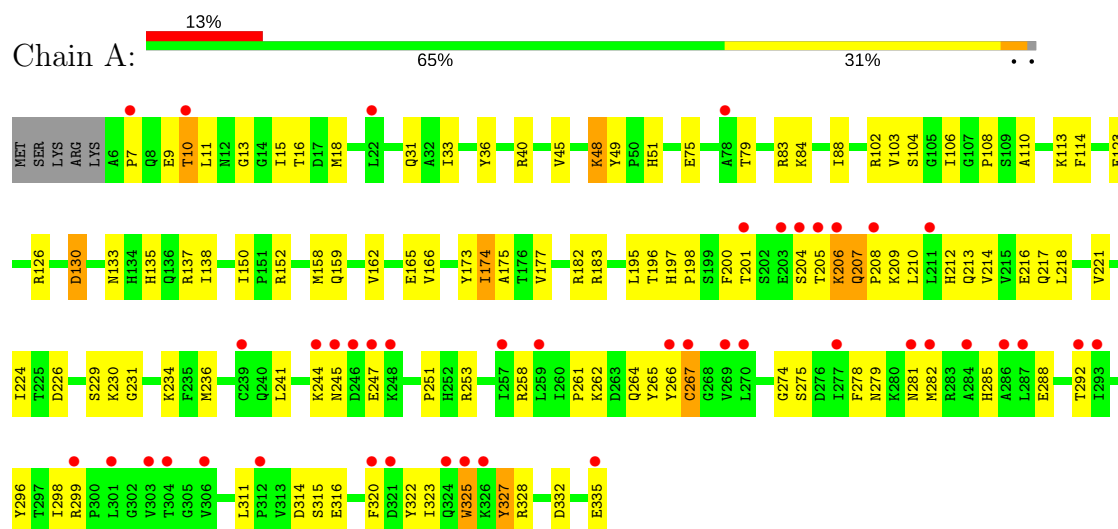 13%
Chain A:
65% 31% • •
MET SER LYS ARG LYS A6 P7 Q8 E9 T10 L11 N12 G13 G14 I15 T16 D17 M18 L22 Q31 A32 I33 Y36 R40 V45 K48 Y49 P50 H51 E75 A78 T79 R83 K84 I88 R102 V103 S104 G105 T106 G107 P108 S109 A110 K113 F114
R126 D130 N133 H134 H135 Q136 R137 I138 I150 P151 R152 M158 Q159 V162 E165 V166 Y173 I174 A175 T176 V177 R182 R183 L195 T196 H197 P198 S199 F200 T201 S202 E203 S204 T205 K206 Q207 P208 K209 L210 L211 H212 Q213 V214 V215 E216 Q217 L218 V221
I224 T225 D226 S229 K230 G231 K234 F235 M236 C239 Q240 L241 K244 N245 D246 E247 K248 P251 H252 R253 I257 R258 L259 I260 P261 K262 D263 Q264 Y265 Y266 C267 G268 V269 L270 G274 S275 D276 I277 F278 N279 K280 N281 M282 R283 A284 H285 A286 L287 E288 T292 I293
Y296 T297 I298 R299 P300 L301 G302 V303 T304 G305 V306 L311 P312 V313 D314 S315 E316 F320 D321 Y322 I323 Q324 W325 K326 Y327 R328 D332 E335